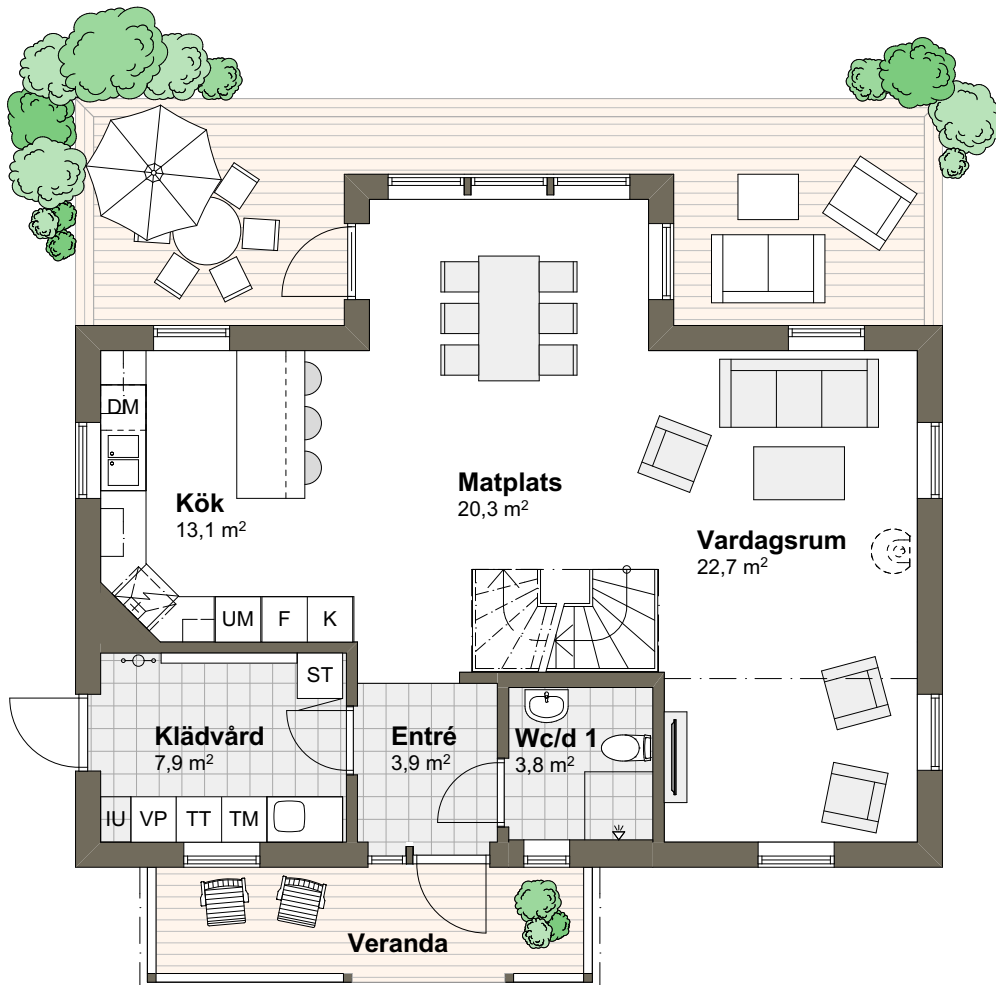 DM
Kök
13,1 m²
Matplats
20,3 m²
Vardagsrum
22,7 m²
UM F K
ST
Klädvård
7,9 m²
Entré
3,9 m²
Wc/d 1
3,8 m²
IU VP TT TM
Veranda